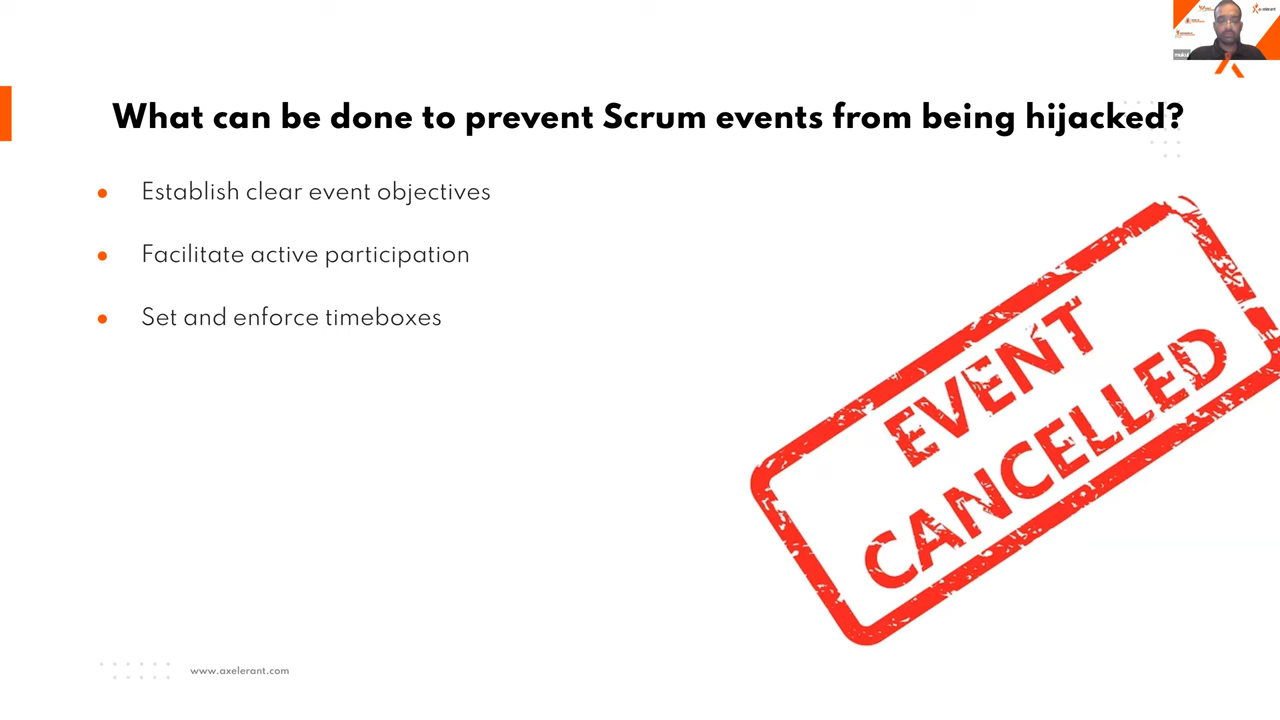 What can be done to prevent Scrum events from being hijacked?
Establish clear event objectives
Facilitate active participation
Set and enforce timeboxes
EVENT
CANCELLED
www.axelerant.com